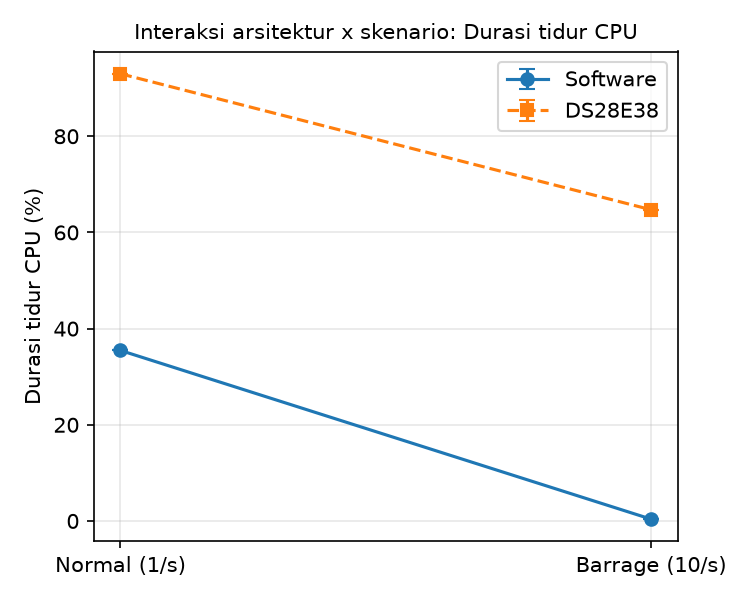 Interaksi arsitektur x skenario: Durasi tidur CPU
Software
DS28E38
Durasi tidur CPU (%)
80
60
40
20
0
Normal (1/s)
Barrage (10/s)